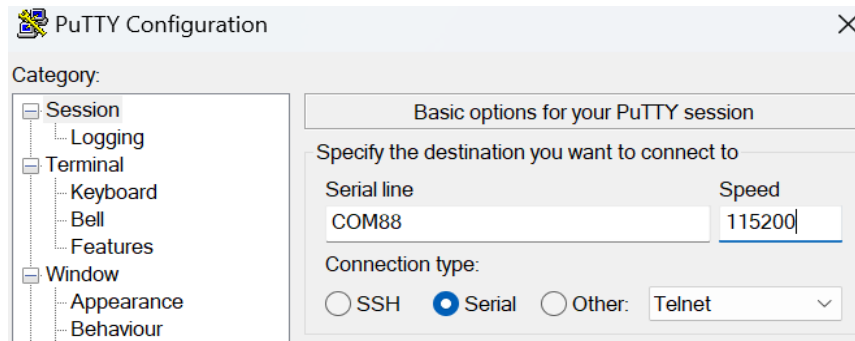 PuTTY Configuration
Category:
Session
Logging
Terminal
Keyboard
Bell
Features
Window
Appearance
Behaviour
Basic options for your PuTTY session
Specify the destination you want to connect to
Serial line Speed
COM88 115200
Connection type:
SSH Serial Other: Telnet